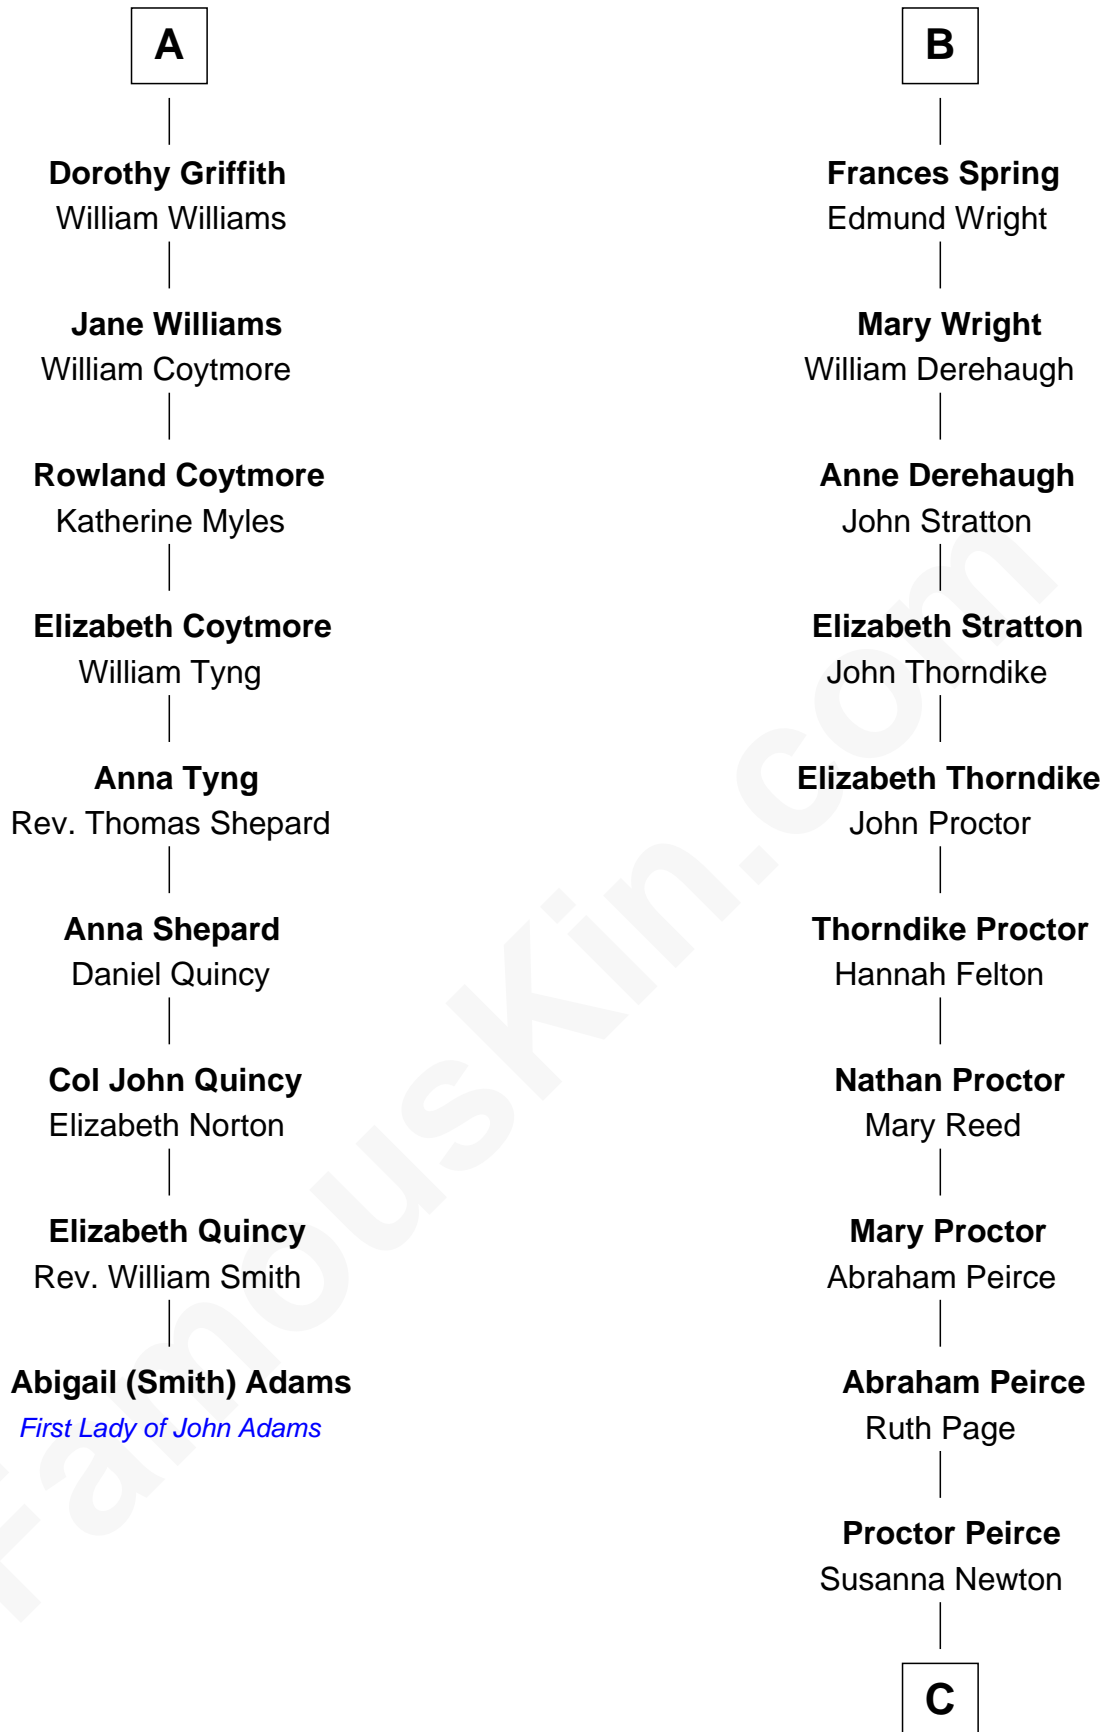 A
Dorothy Griffith
William Williams
Jane Williams
William Coytmore
Rowland Coytmore
Katherine Myles
Elizabeth Coytmore
William Tyng
Anna Tyng
Rev. Thomas Shepard
Anna Shepard
Daniel Quincy
Col John Quincy
Elizabeth Norton
Elizabeth Quincy
Rev. William Smith
Abigail (Smith) Adams
First Lady of John Adams
B
Frances Spring
Edmund Wright
Mary Wright
William Derehaugh
Anne Derehaugh
John Stratton
Elizabeth Stratton
John Thorndike
Elizabeth Thorndike
John Proctor
Thorndike Proctor
Hannah Felton
Nathan Proctor
Mary Reed
Mary Proctor
Abraham Peirce
Abraham Peirce
Ruth Page
Proctor Peirce
Susanna Newton
C
FamousKin.com